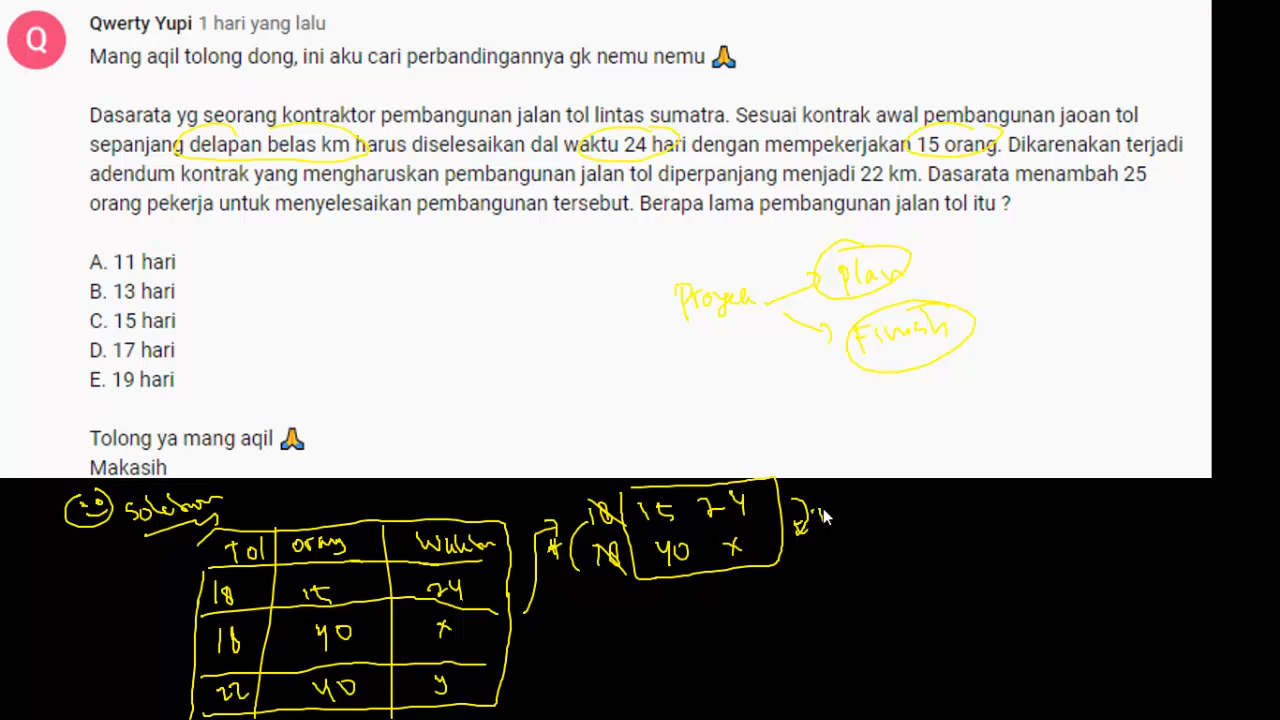 Q
Qwerty Yupi 1 hari yang lalu
Mang aqil tolong dong, ini aku cari perbandingannya gk nemu nemu 🙏
Dasarata yg seorang kontraktor pembangunan jalan tol lintas sumatra. Sesuai kontrak awal pembangunan jaoan tol
sepanjang delapan belas km harus diselesaikan dal waktu 24 hari dengan mempekerjakan 15 orang. Dikarenakan terjadi
adendum kontrak yang mengharuskan pembangunan jalan tol diperpanjang menjadi 22 km. Dasarata menambah 25
orang pekerja untuk menyelesaikan pembangunan tersebut. Berapa lama pembangunan jalan tol itu ?
A. 11 hari
B. 13 hari
C. 15 hari
D. 17 hari
E. 19 hari
Proyek
plan
Finish
Tolong ya mang aqil 🙏
Makasih
Tol orang Waktu
18 15 24
18 40 x
22 40 y
18 15 24
18 40 x